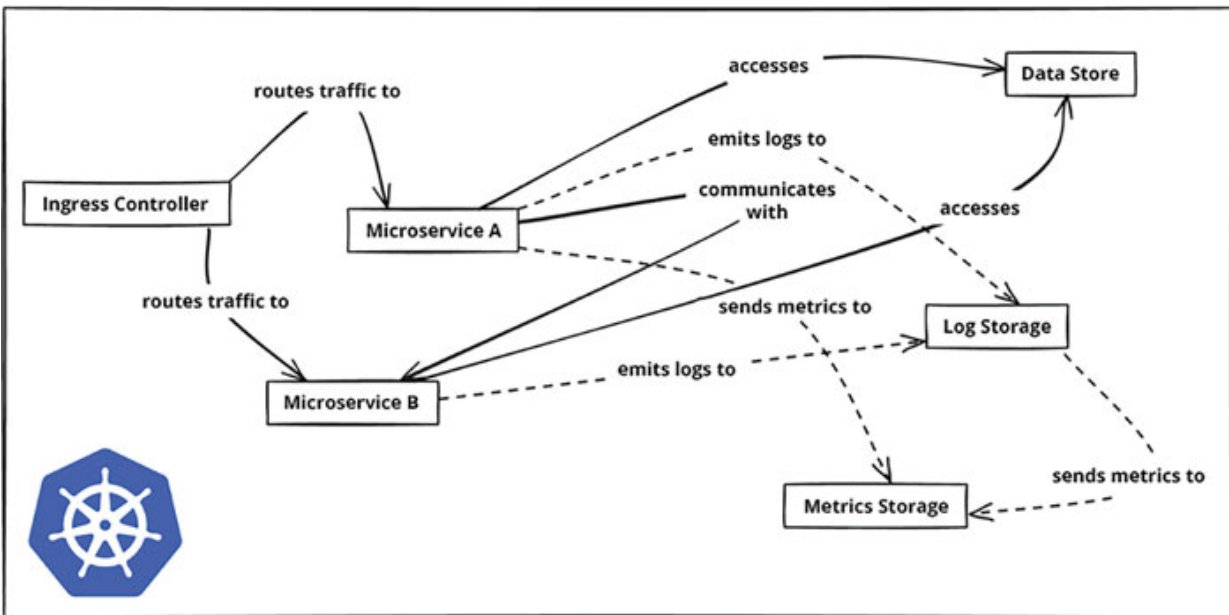 accesses
Data Store
routes traffic to
emits logs to
communicates
with
Ingress Controller
Microservice A
accesses
routes traffic to
sends metrics to
Log Storage
emits logs to
Microservice B
sends metrics to
Metrics Storage